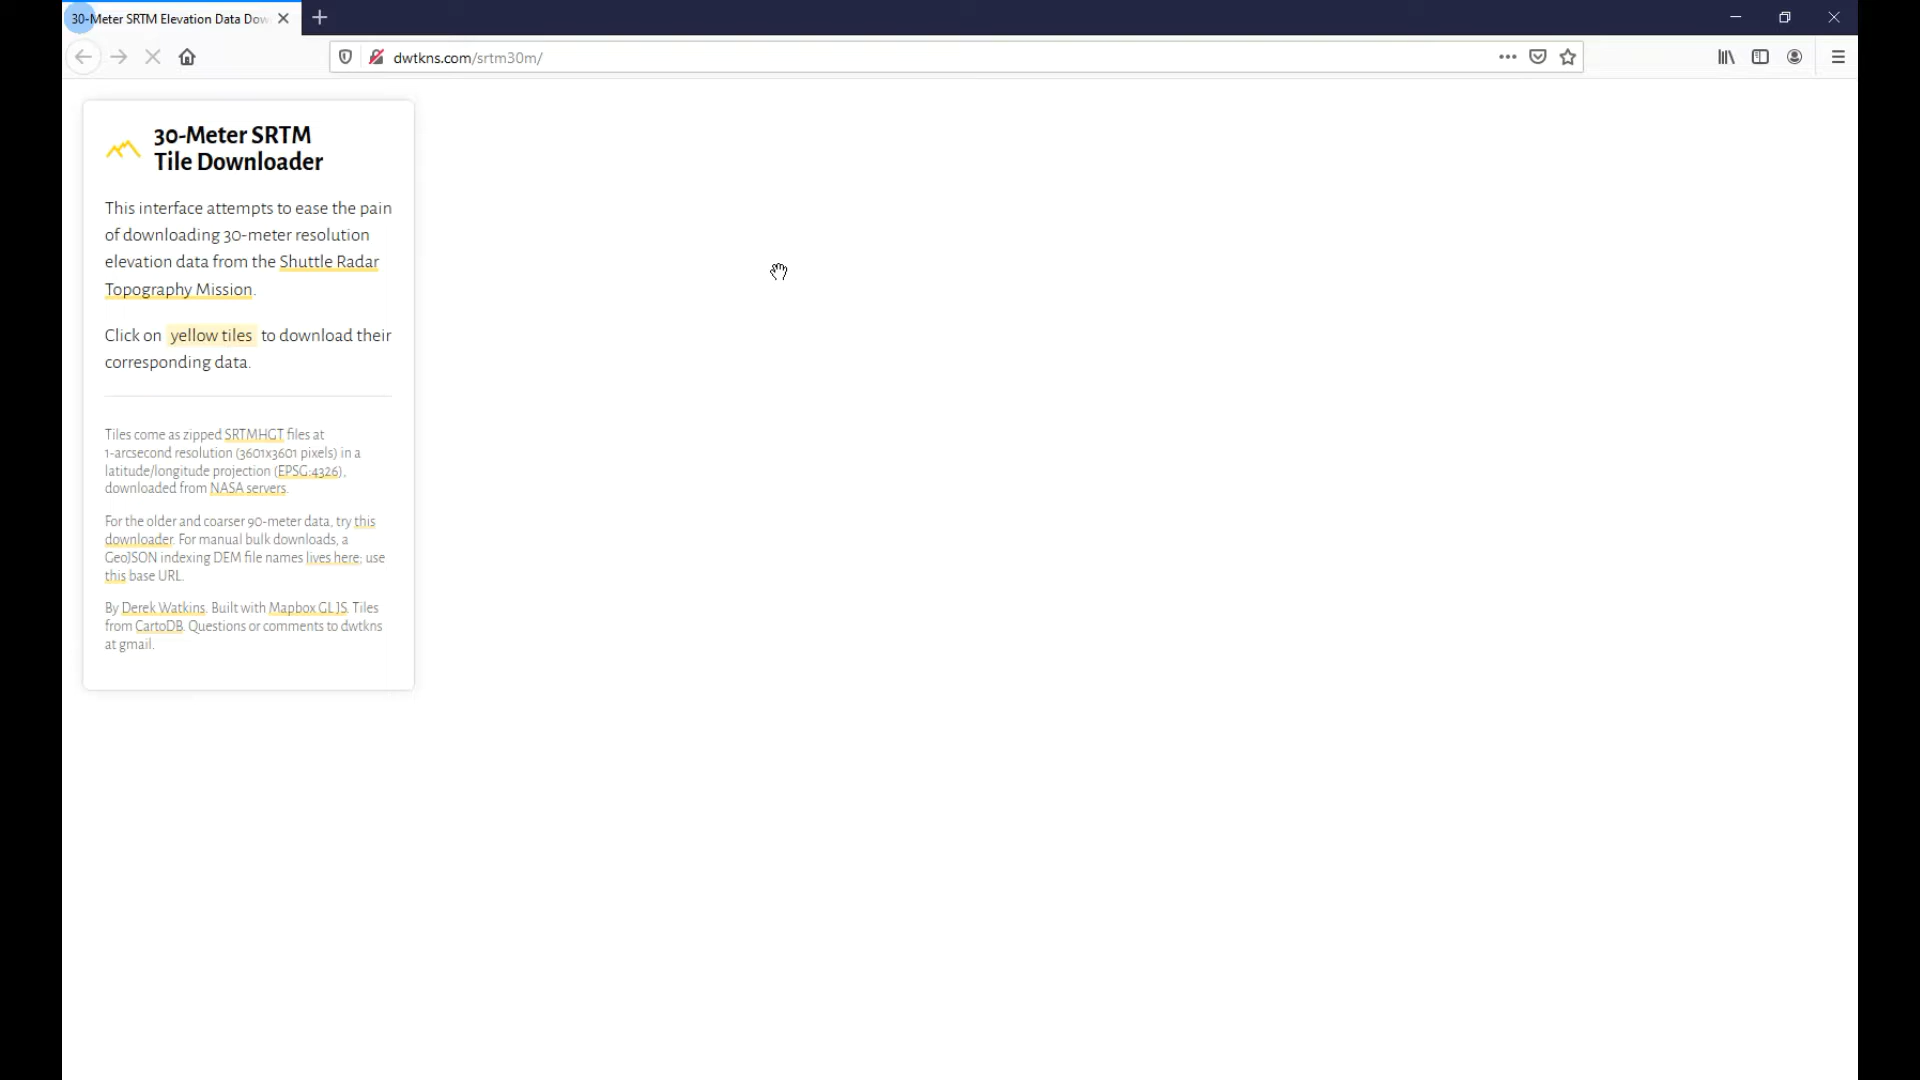 30-Meter SRTM Elevation Data Dow
dwtkns.com/srtm30m/
30-Meter SRTM
Tile Downloader
This interface attempts to ease the pain
of downloading 30-meter resolution
elevation data from the Shuttle Radar
Topography Mission.
Click on yellow tiles to download their
corresponding data.
Tiles come as zipped SRTMHGT files at
1-arcsecond resolution (3601x3601 pixels) in a
latitude/longitude projection (EPSG:4326),
downloaded from NASA servers.
For the older and coarser 90-meter data, try this
downloader. For manual bulk downloads, a
GeoJSON indexing DEM file names lives here; use
this base URL.
By Derek Watkins. Built with Mapbox GL JS. Tiles
from CartoDB. Questions or comments to dwtkns
at gmail.